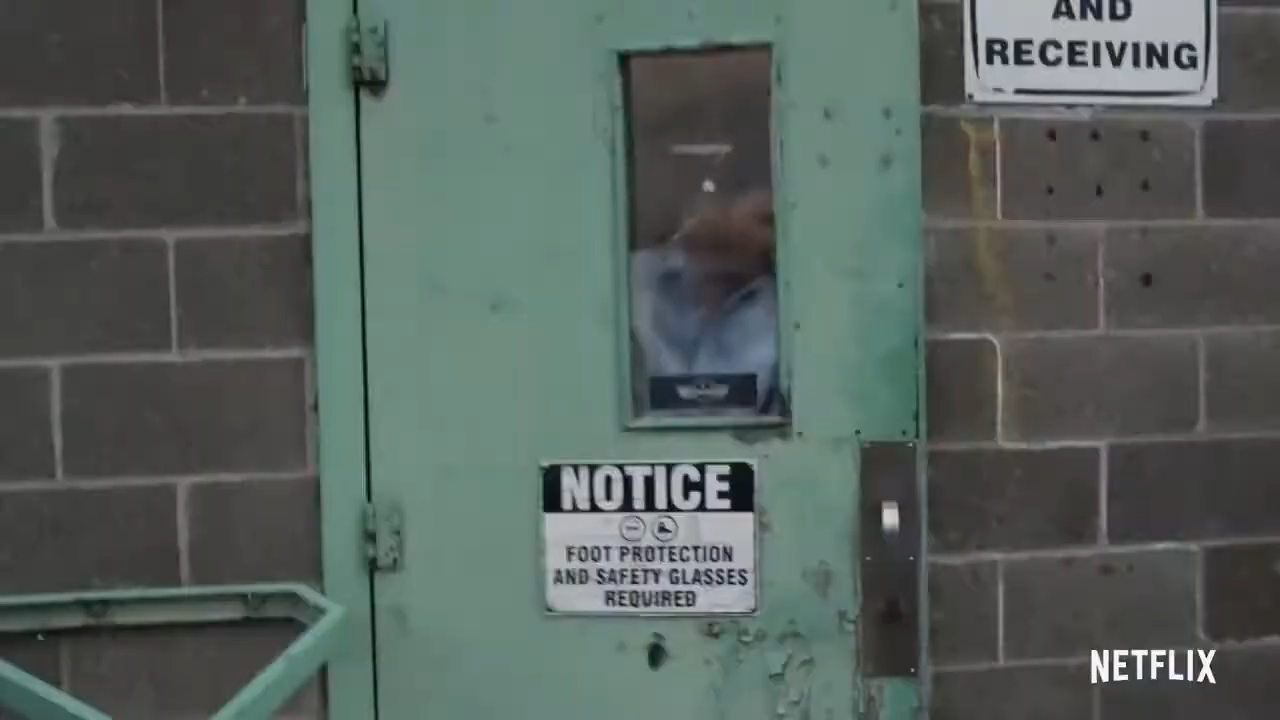 AND
RECEIVING
NOTICE
FOOT PROTECTION
AND SAFETY GLASSES
REQUIRED
NETFLIX